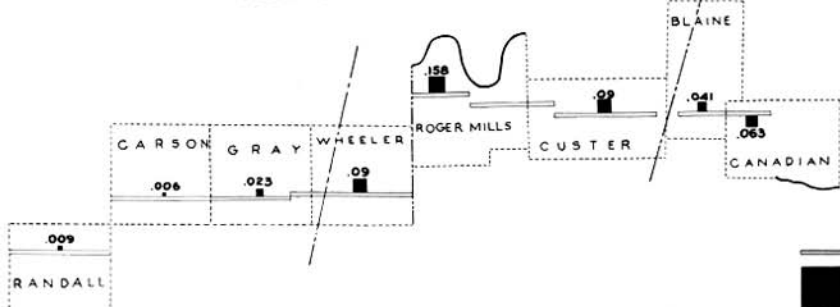 BLAINE
.158
.09
.041
.063
ROGER MILLS
CUSTER
CANADIAN
CARSON
GRAY
WHEELER
.006
.023
.09
.009
RANDALL